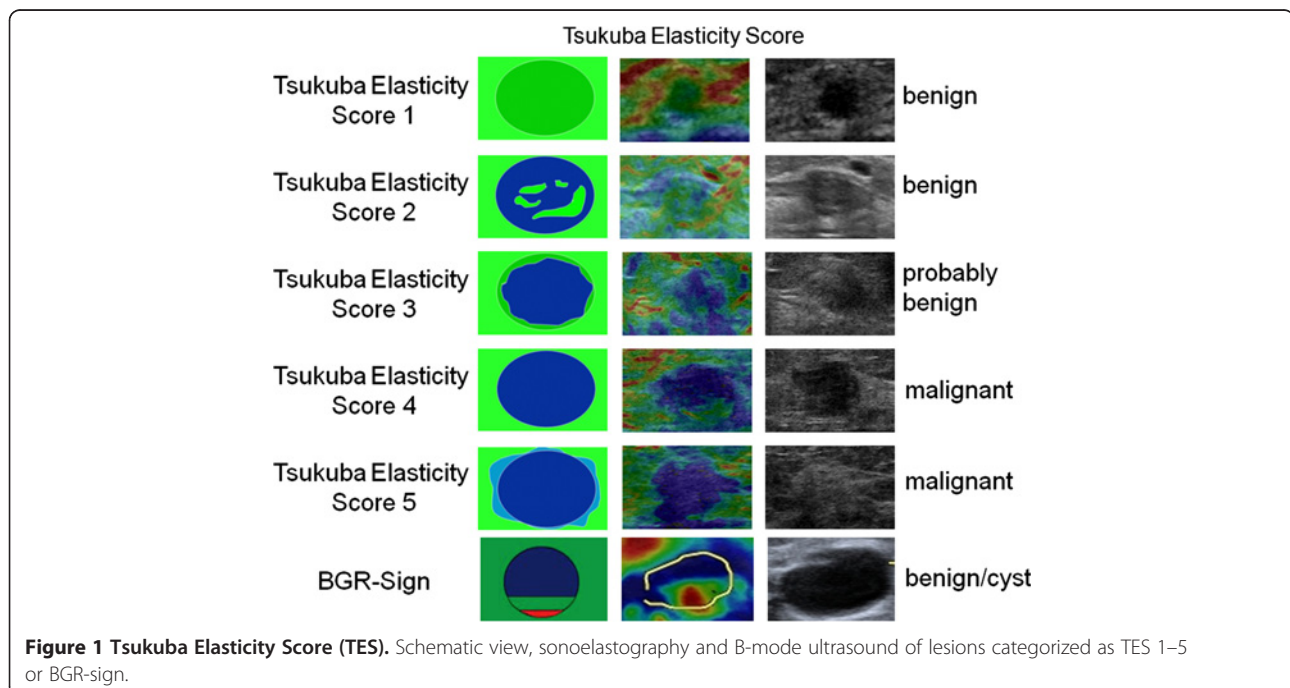 Tsukuba Elasticity Score
Tsukuba Elasticity
Score 1
benign
Tsukuba Elasticity
Score 2
benign
Tsukuba Elasticity
Score 3
probably
benign
Tsukuba Elasticity
Score 4
malignant
Tsukuba Elasticity
Score 5
malignant
BGR-Sign
benign/cyst
Figure 1 Tsukuba Elasticity Score (TES). Schematic view, sonoelastography and B-mode ultrasound of lesions categorized as TES 1–5
or BGR-sign.